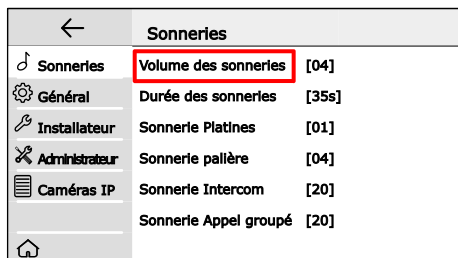 Sonneries
Sonneries
Volume des sonneries [04]
Général
Durée des sonneries [35s]
Installateur
Sonnerie Platines [01]
Administrateur
Sonnerie palière [04]
Caméras IP
Sonnerie Intercom [20]
Sonnerie Appel groupé [20]